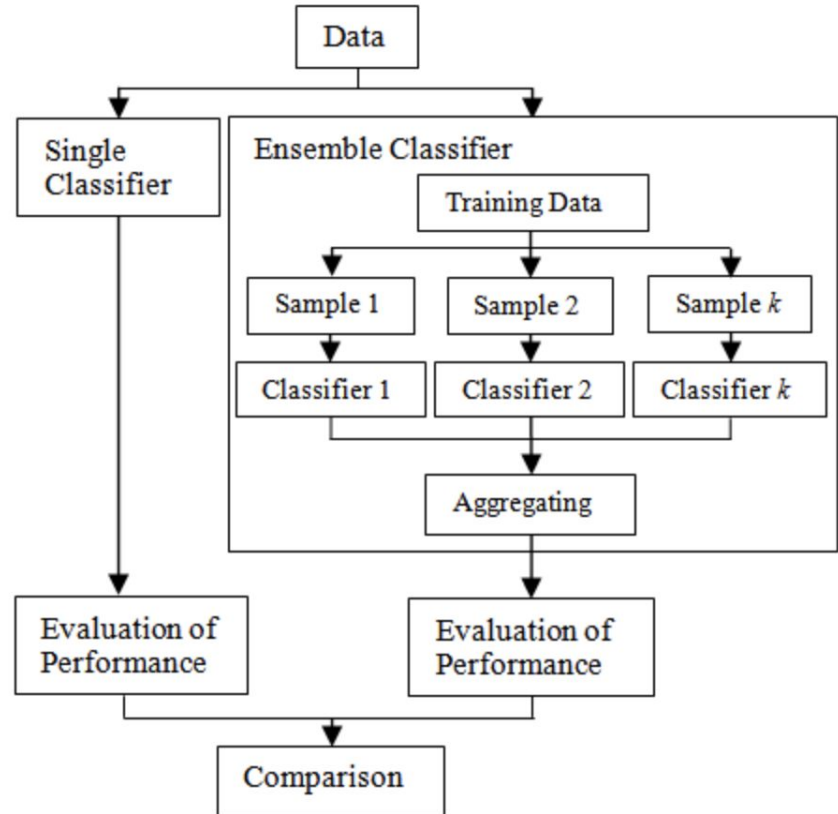 Data
Single
Classifier
Ensemble Classifier
Training Data
Sample 1
Sample 2
Sample k
Classifier 1
Classifier 2
Classifier k
Aggregating
Evaluation of
Performance
Evaluation of
Performance
Comparison